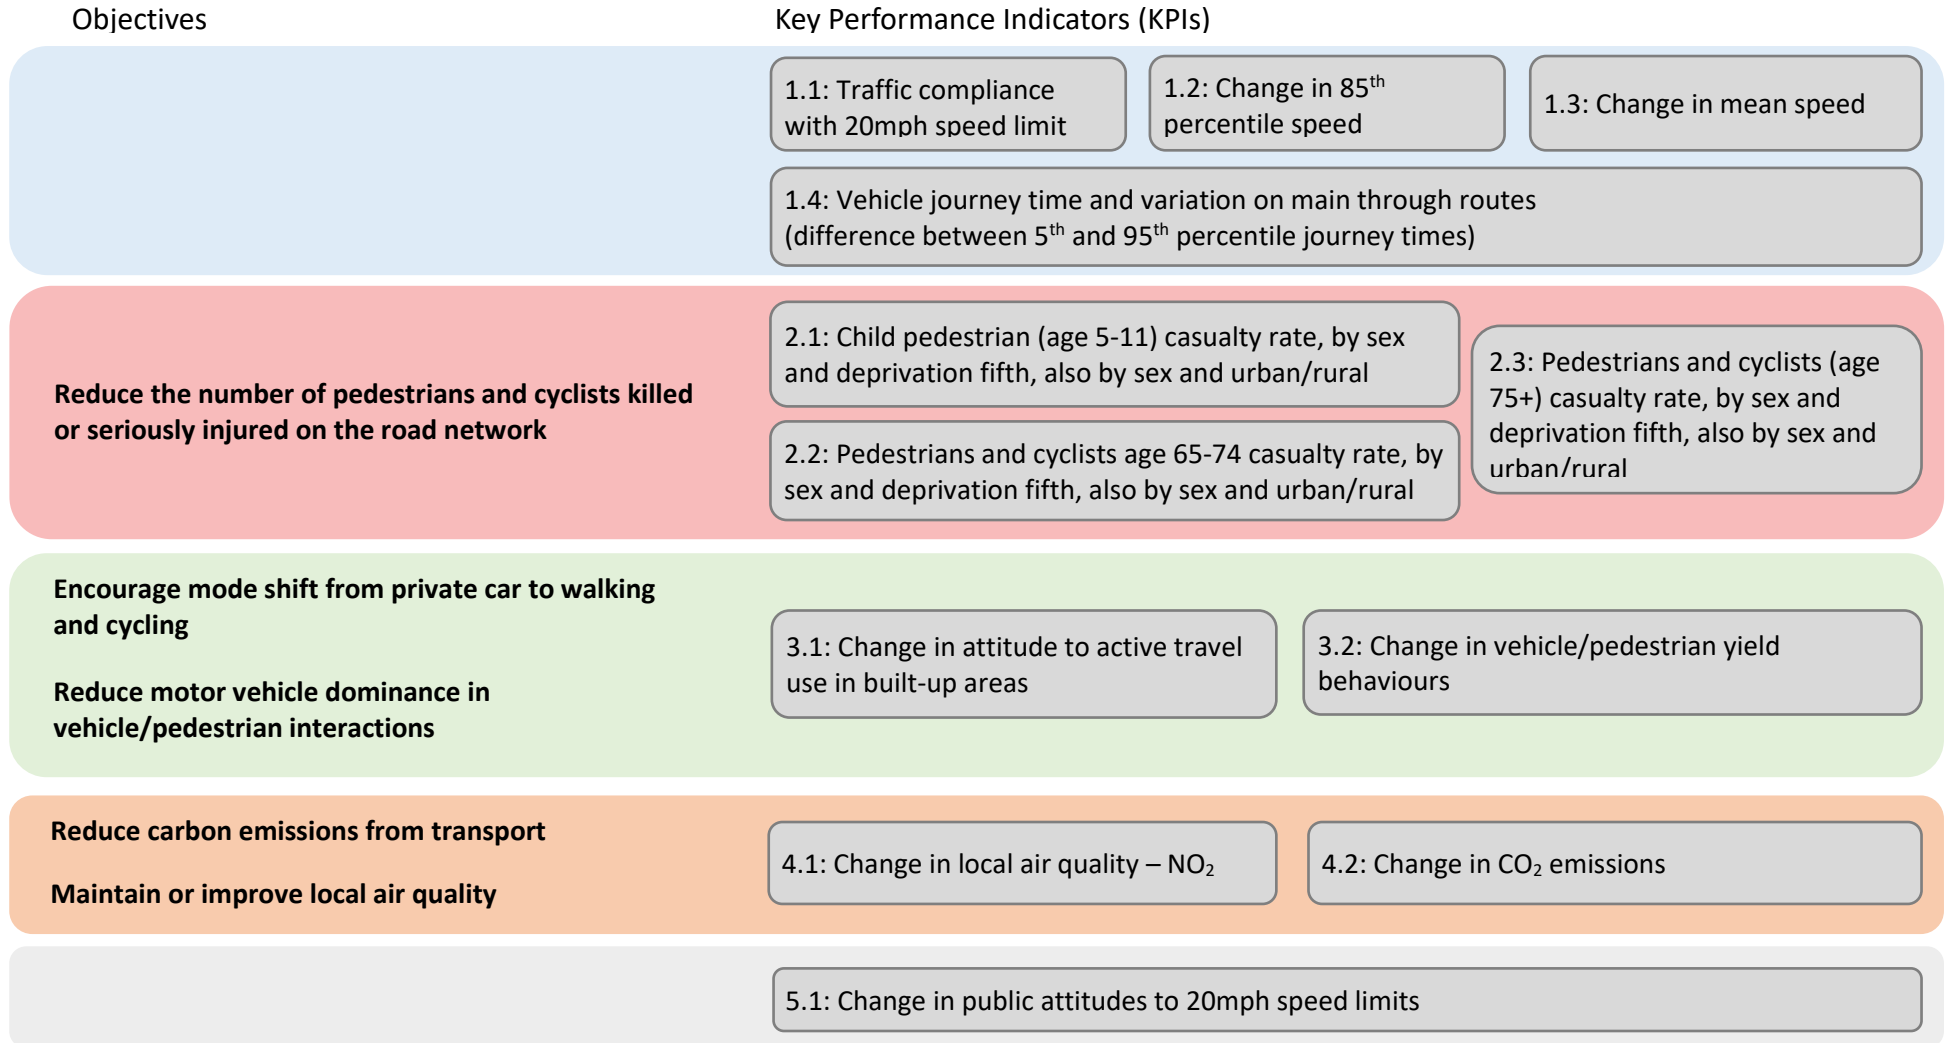 Objectives
Key Performance Indicators (KPIs)
1.1: Traffic compliance
with 20mph speed limit
1.2: Change in 85th
percentile speed
1.3: Change in mean speed
1.4: Vehicle journey time and variation on main through routes
(difference between 5th and 95th percentile journey times)
Reduce the number of pedestrians and cyclists killed
or seriously injured on the road network
2.1: Child pedestrian (age 5-11) casualty rate, by sex
and deprivation fifth, also by sex and urban/rural
2.2: Pedestrians and cyclists age 65-74 casualty rate, by
sex and deprivation fifth, also by sex and urban/rural
2.3: Pedestrians and cyclists (age
75+) casualty rate, by sex and
deprivation fifth, also by sex and
urban/rural
Encourage mode shift from private car to walking
and cycling
Reduce motor vehicle dominance in
vehicle/pedestrian interactions
3.1: Change in attitude to active travel
use in built-up areas
3.2: Change in vehicle/pedestrian yield
behaviours
Reduce carbon emissions from transport
Maintain or improve local air quality
4.1: Change in local air quality – NO₂
4.2: Change in CO₂ emissions
5.1: Change in public attitudes to 20mph speed limits